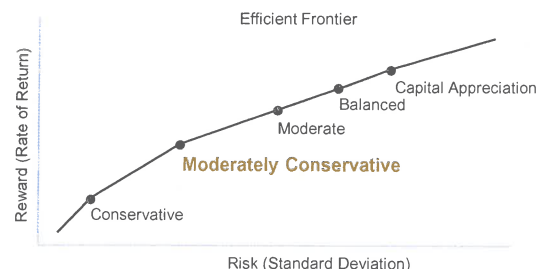 Efficient Frontier
Reward (Rate of Return)
Capital Appreciation
Balanced
Moderate
Moderately Conservative
Conservative
Risk (Standard Deviation)